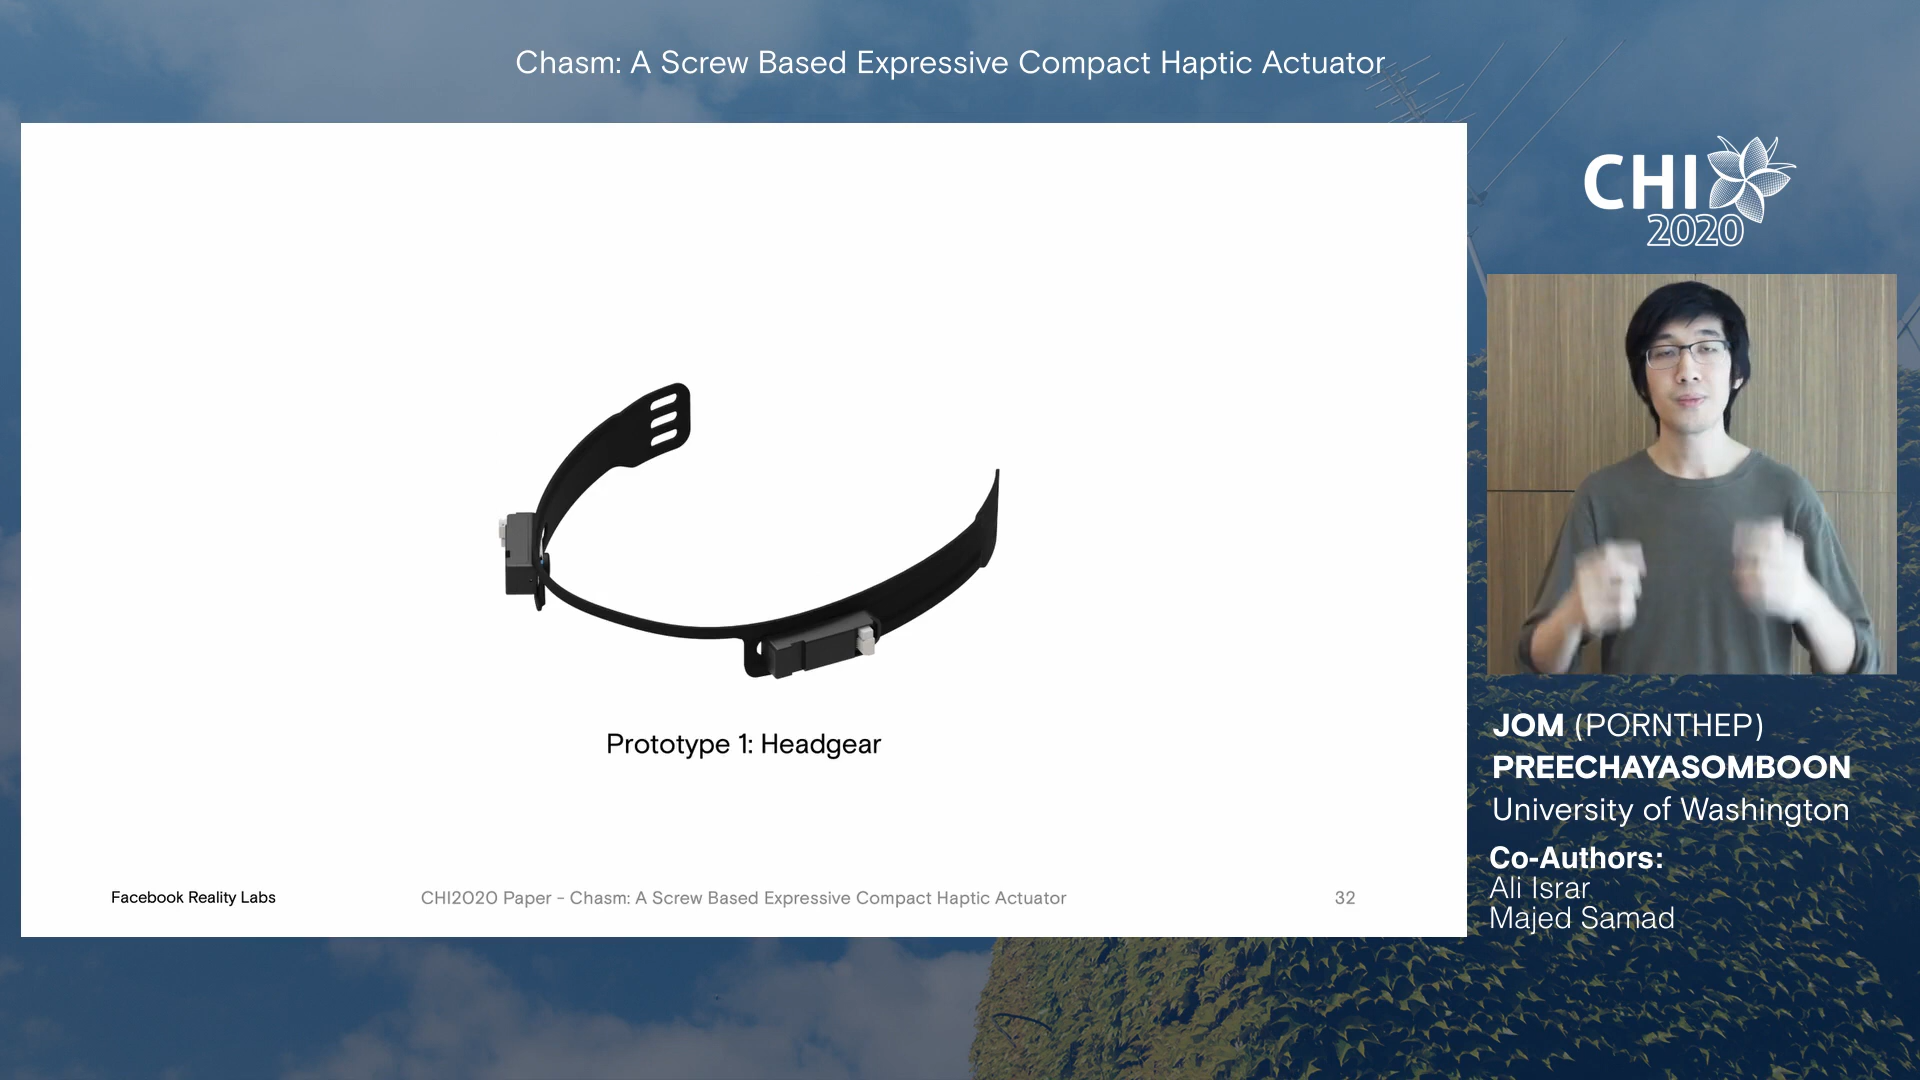 Chasm: A Screw Based Expressive Compact Haptic Actuator
CHI
2020
Prototype 1: Headgear
Facebook Reality Labs
CHI2020 Paper - Chasm: A Screw Based Expressive Compact Haptic Actuator
32
JOM (PORNTHEP)
PREECHAYASOMBOON
University of Washington
Co-Authors:
Ali Israr
Majed Samad